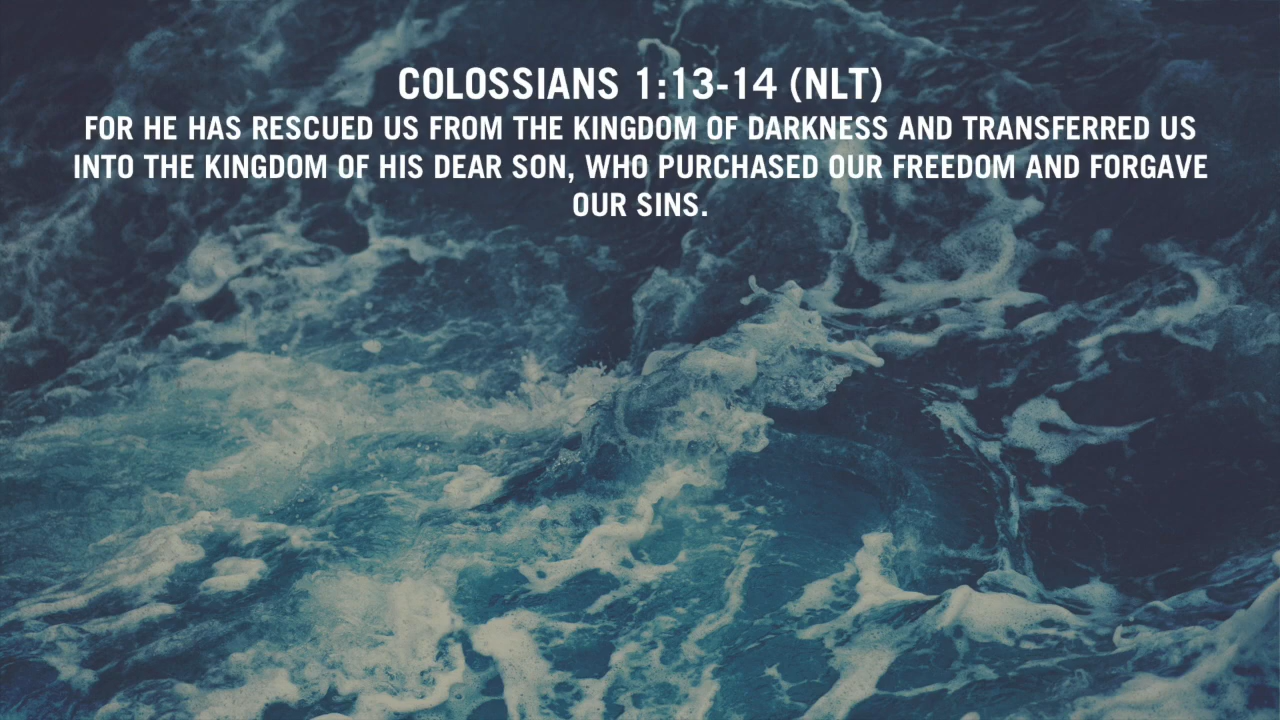 COLOSSIANS 1:13-14 (NLT)
FOR HE HAS RESCUED US FROM THE KINGDOM OF DARKNESS AND TRANSFERRED US
INTO THE KINGDOM OF HIS DEAR SON, WHO PURCHASED OUR FREEDOM AND FORGAVE
OUR SINS.